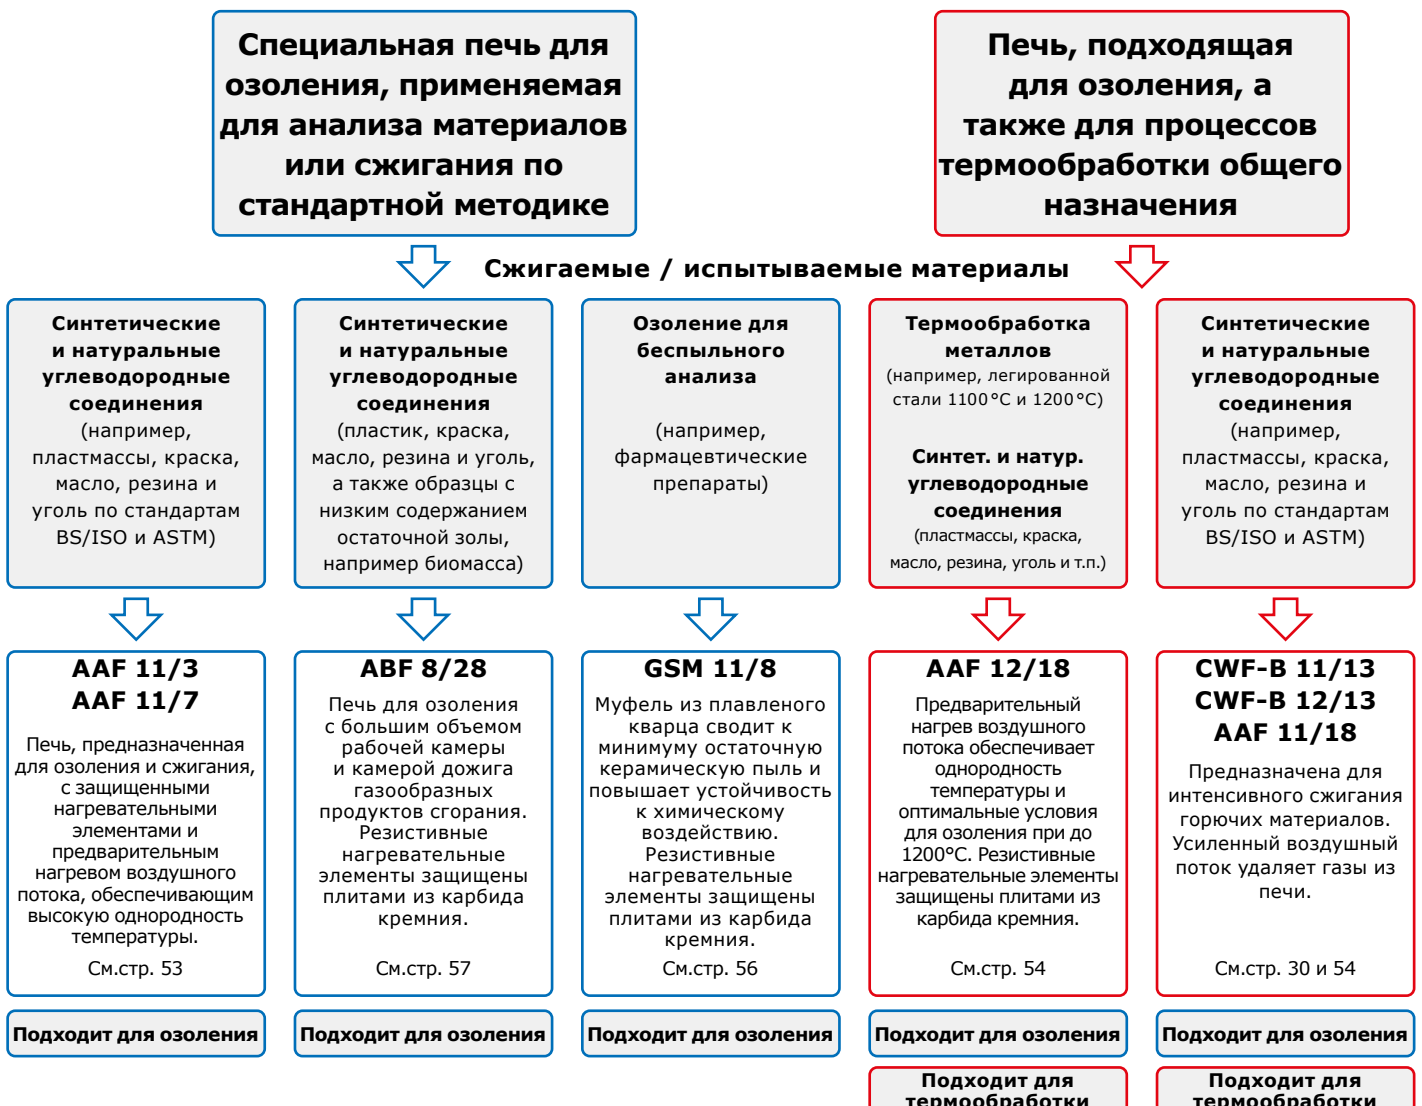 Специальная печь для
озоления, применяемая
для анализа материалов
или сжигания по
стандартной методике
Печь, подходящая
для озоления, а
также для процессов
термообработки общего
назначения
Сжигаемые / испытываемые материалы
Синтетические
и натуральные
углеводородные
соединения
(например,
пластмассы, краска,
масло, резина и
уголь по стандартам
BS/ISO и ASTM)
Синтетические
и натуральные
углеводородные
соединения
(пластик, краска,
масло, резина и уголь,
а также образцы с
низким содержанием
остаточной золы,
например биомасса)
Озоление для
беспыльного
анализа
(например,
фармацевтические
препараты)
Термообработка
металлов
(например, легированной
стали 1100°C и 1200°C)
Синтет. и натур.
углеводородные
соединения
(пластмассы, краска,
масло, резина, уголь и т.п.)
Синтетические
и натуральные
углеводородные
соединения
(например,
пластмассы, краска,
масло, резина и
уголь по стандартам
BS/ISO и ASTM)
AAF 11/3
AAF 11/7
Печь, предназначенная
для озоления и сжигания,
с защищенными
нагревательными
элементами и
предварительным
нагревом воздушного
потока, обеспечивающим
высокую однородность
температуры.
См.стр. 53
ABF 8/28
Печь для озоления
с большим объемом
рабочей камеры
и камерой дожига
газообразных
продуктов сгорания.
Резистивные
нагревательные
элементы защищены
плитами из карбида
кремния.
См.стр. 57
GSM 11/8
Муфель из плавленого
кварца сводит к
минимуму остаточную
керамическую пыль и
повышает устойчивость
к химическому
воздействию.
Резистивные
нагревательные
элементы защищены
плитами из карбида
кремния.
См.стр. 56
AAF 12/18
Предварительный
нагрев воздушного
потока обеспечивает
однородность
температуры и
оптимальные условия
для озоления при до
1200°C. Резистивные
нагревательные элементы
защищены плитами из
карбида кремния.
См.стр. 54
CWF-B 11/13
CWF-B 12/13
AAF 11/18
Предназначена для
интенсивного сжигания
горючих материалов.
Усиленный воздушный
поток удаляет газы из
печи.
См.стр. 30 и 54
Подходит для озоления
Подходит для озоления
Подходит для озоления
Подходит для озоления
Подходит для озоления
Подходит для
термообработки
Подходит для
термообработки